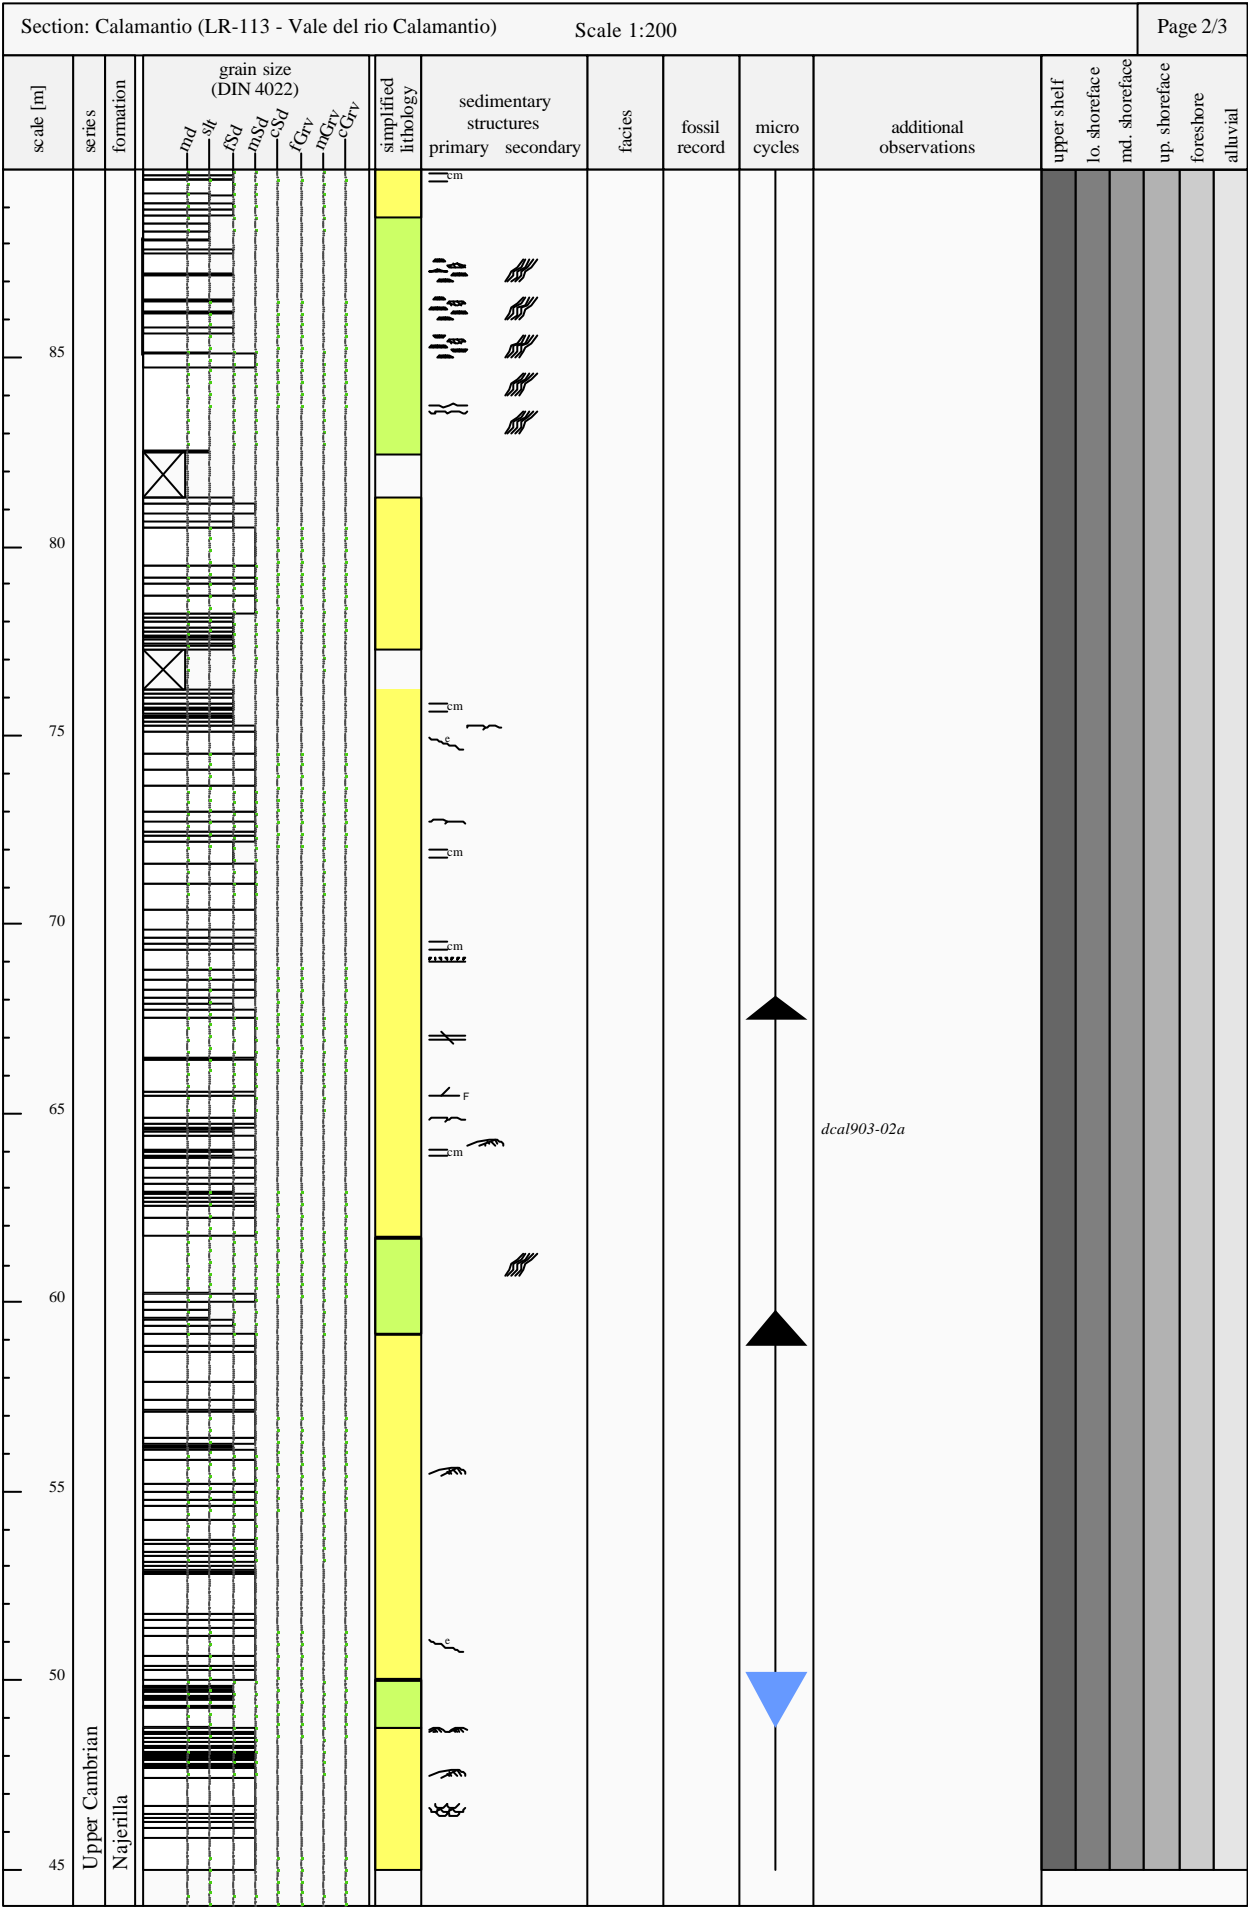 Section: Calamantio (LR-113 - Vale del rio Calamantio)
Scale 1:200
Page 2/3
scale [m]
series
formation
grain size
(DIN 4022)
md
slt
fSd
mSd
cSd
fGrv
mGrv
cGrv
simplified
lithology
sedimentary
structures
primary secondary
facies
fossil
record
micro
cycles
additional
observations
upper shelf
lo. shoreface
md. shoreface
up. shoreface
foreshore
alluvial
cm
85
80
cm
75
e
cm
70
cm
F
65
dcal903-02a
cm
60
55
e
50
Upper Cambrian
Najerilla
45